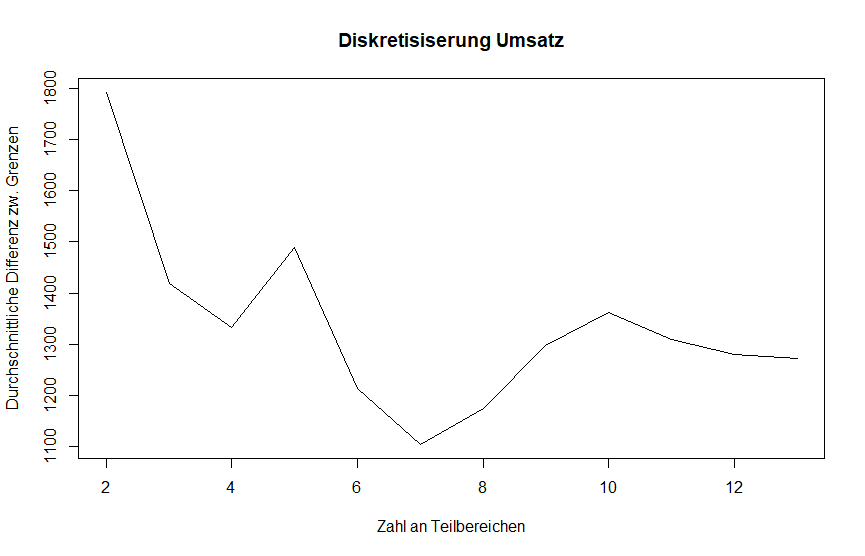 Diskretisiserung Umsatz
Durchschnittliche Differenz zw. Grenzen
1800
1700
1600
1500
1400
1300
1200
1100
2 4 6 8 10 12
Zahl an Teilbereichen